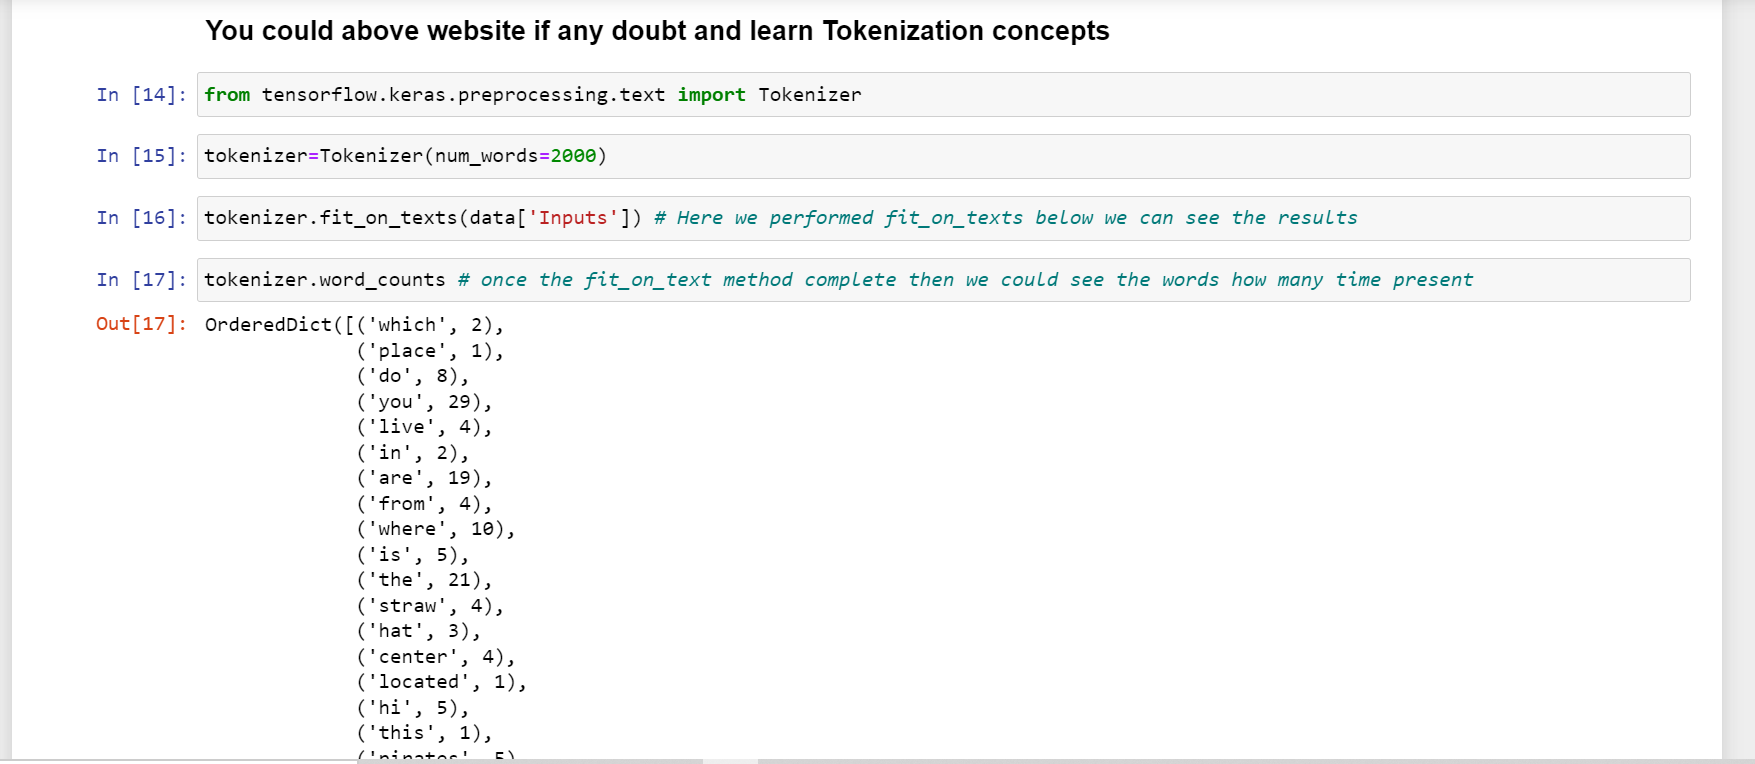 You could above website if any doubt and learn Tokenization concepts
In [14]: from tensorflow.keras.preprocessing.text import Tokenizer
In [15]: tokenizer=Tokenizer(num_words=2000)
In [16]: tokenizer.fit_on_texts(data['Inputs']) # Here we performed fit_on_texts below we can see the results
In [17]: tokenizer.word_counts # once the fit_on_text method complete then we could see the words how many time present
Out[17]: OrderedDict([('which', 2),
('place', 1),
('do', 8),
('you', 29),
('live', 4),
('in', 2),
('are', 19),
('from', 4),
('where', 10),
('is', 5),
('the', 21),
('straw', 4),
('hat', 3),
('center', 4),
('located', 1),
('hi', 5),
('this', 1),
('pirates', 5)